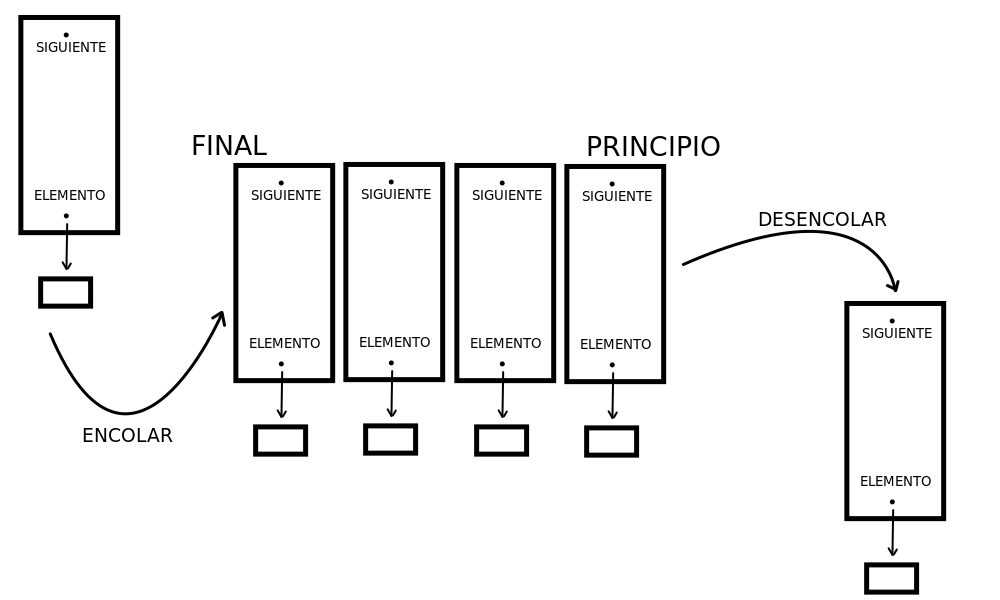 SIGUIENTE
ELEMENTO
ENCOLAR
FINAL
PRINCIPIO
SIGUIENTE
SIGUIENTE
SIGUIENTE
SIGUIENTE
ELEMENTO
ELEMENTO
ELEMENTO
ELEMENTO
DESENCOLAR
SIGUIENTE
ELEMENTO